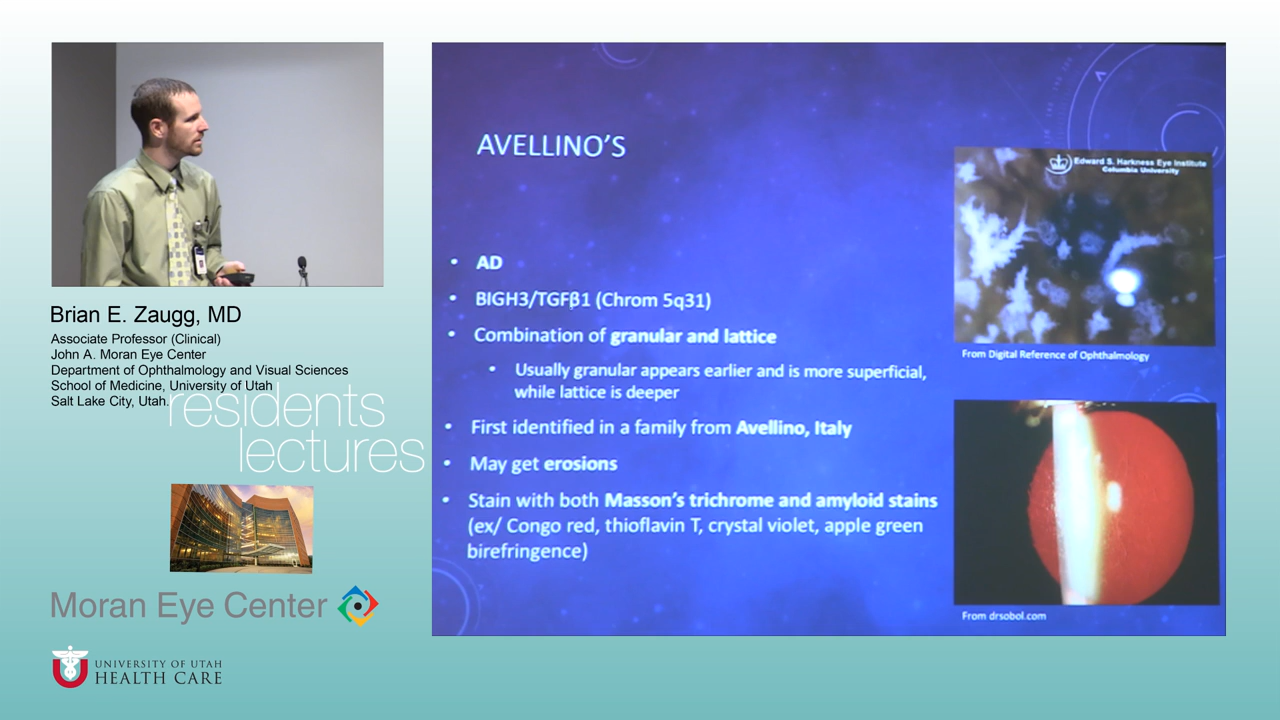 Brian E. Zaugg, MD
Associate Professor (Clinical)
John A. Moran Eye Center
Department of Ophthalmology and Visual Sciences
School of Medicine, University of Utah
Salt Lake City, Utah.
residents
lectures
Moran Eye Center
UNIVERSITY OF UTAH
HEALTH CARE
AVELLINO'S
• AD
• BIGH3/TGFβ1 (Chrom 5q31)
• Combination of granular and lattice
• Usually granular appears earlier and is more superficial,
while lattice is deeper
• First identified in a family from Avellino, Italy
• May get erosions
• Stain with both Masson's trichrome and amyloid stains
(ex/ Congo red, thioflavin T, crystal violet, apple green
birefringence)
Edward S. Harkness Eye Institute
Columbia University
From Digital Reference of Ophthalmology
From drsobol.com